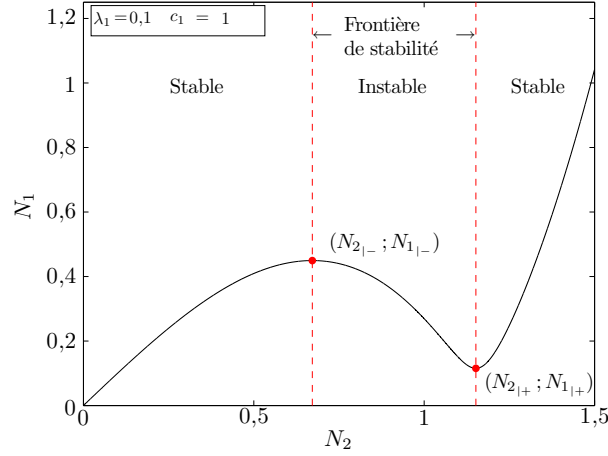 1,2
λ₁=0,1 c₁ = 1
Frontière
de stabilité
Stable
Instable
Stable
1
0,8
N₁
0,6
(N₂|₋ ; N₁|₋)
0,4
0,2
(N₂|₊ ; N₁|₊)
0
0
0,5
1
1,5
N₂